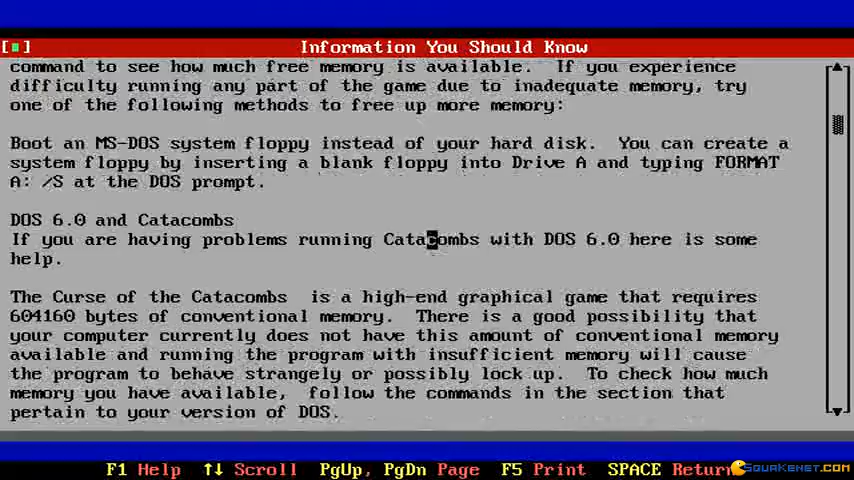 [■] Information You Should Know
command to see how much free memory is available. If you experience
difficulty running any part of the game due to inadequate memory, try
one of the following methods to free up more memory:
Boot an MS-DOS system floppy instead of your hard disk. You can create a
system floppy by inserting a blank floppy into Drive A and typing FORMAT
A: /S at the DOS prompt.
DOS 6.0 and Catacombs
If you are having problems running Catacombs with DOS 6.0 here is some
help.
The Curse of the Catacombs is a high-end graphical game that requires
604160 bytes of conventional memory. There is a good possibility that
your computer currently does not have this amount of conventional memory
available and running the program with insufficient memory will cause
the program to behave strangely or possibly lock up. To check how much
memory you have available, follow the commands in the section that
pertain to your version of DOS.
F1 Help ↑↓ Scroll PgUp, PgDn Page F5 Print SPACE Return
SquakeNet.com